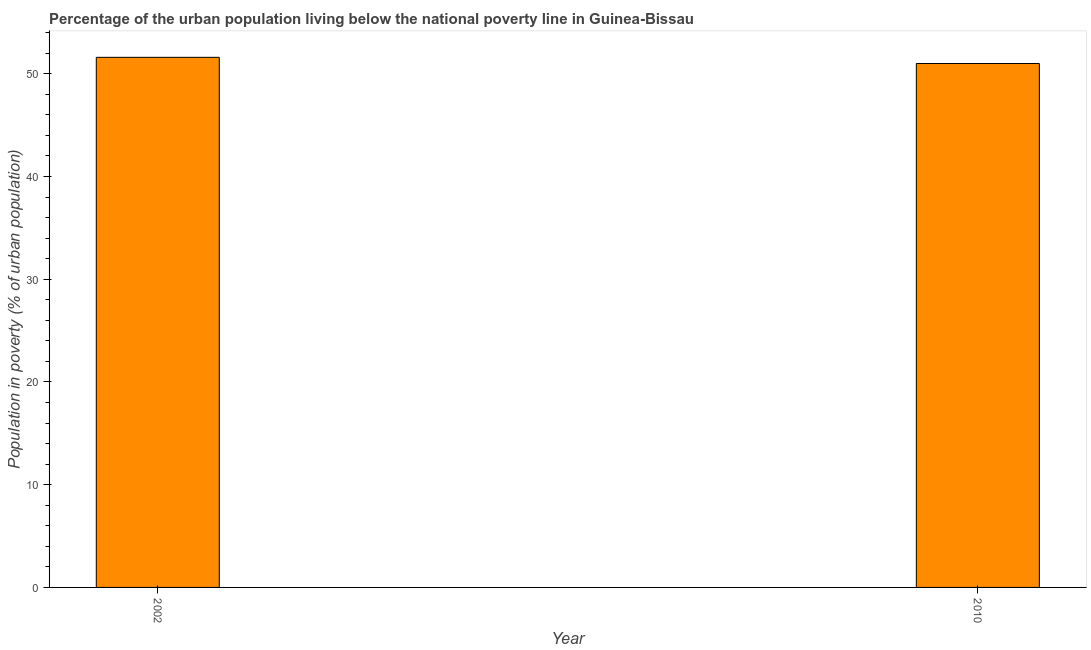 Percentage of the urban population living below the national poverty line in Guinea-Bissau
Population in poverty (% of urban population)
50
40
30
20
10
0
2002
2010
Year